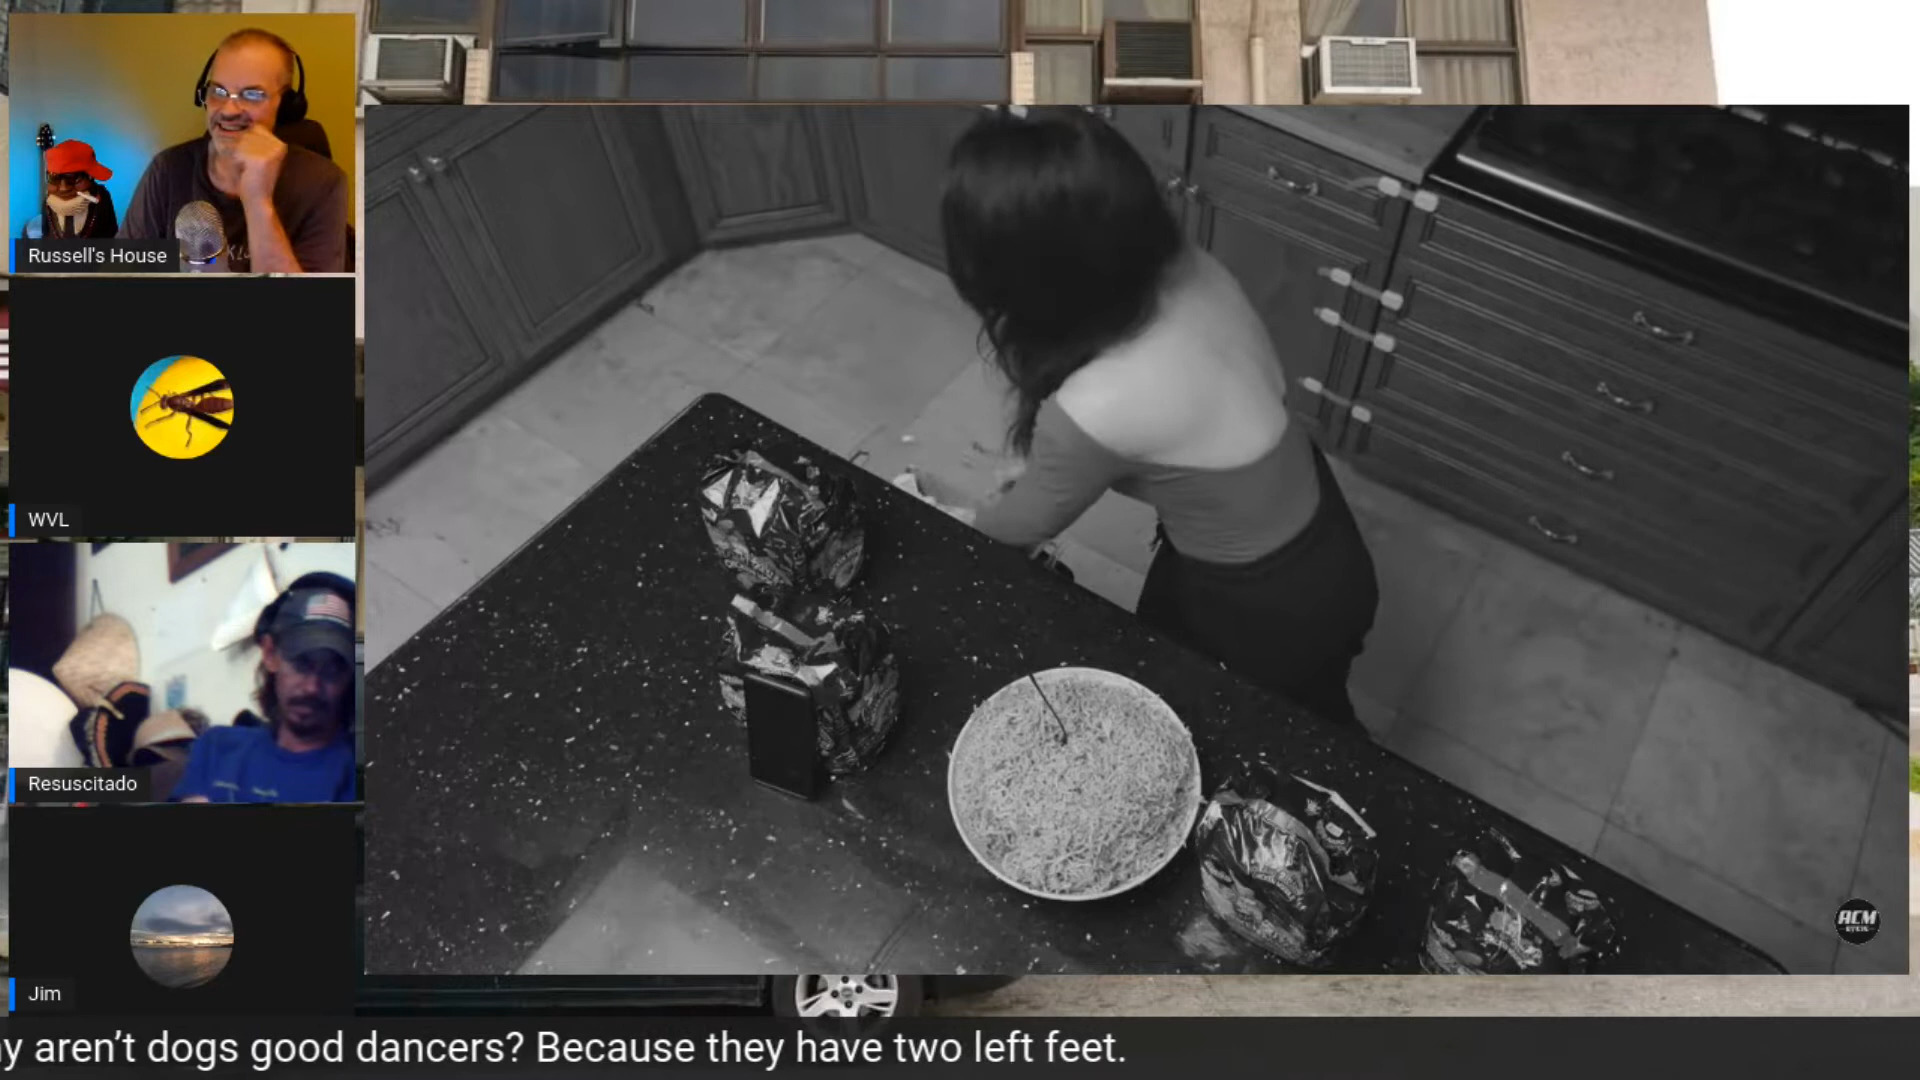 Russell's House
WVL
Resuscitado
Jim
ACM
y aren’t dogs good dancers? Because they have two left feet.